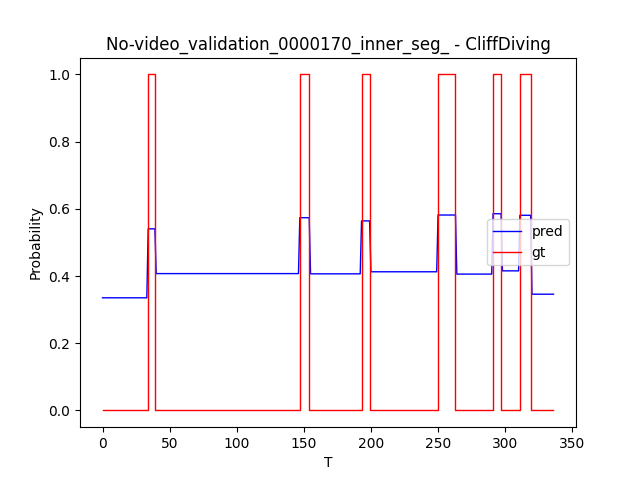 No-video_validation_0000170_inner_seg_ - CliffDiving
1.0
0.8
0.6
0.4
0.2
0.0
Probability
pred
gt
0 50 100 150 200 250 300 350
T